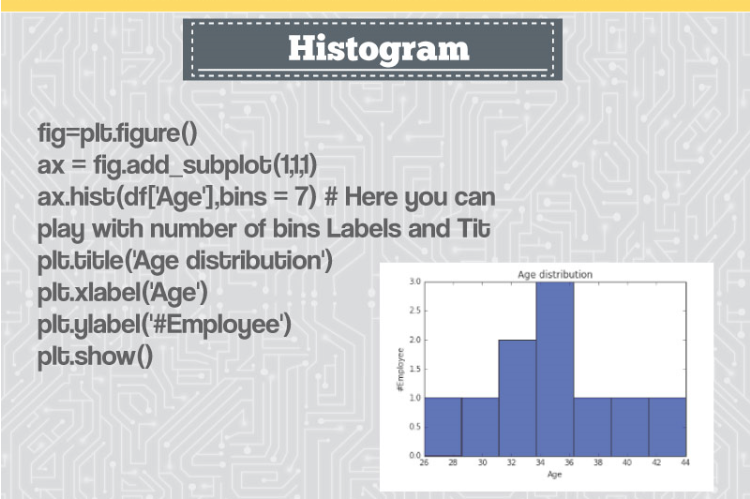 Histogram
fig=plt.figure()
ax = fig.add_subplot(1,1,1)
ax.hist(df['Age'],bins = 7) # Here you can
play with number of bins Labels and Tit
plt.title('Age distribution')
plt.xlabel('Age')
plt.ylabel('#Employee')
plt.show()
Age distribution
3.0
2.5
2.0
1.5
1.0
0.5
0.0
#Employee
26 28 30 32 34 36 38 40 42 44
Age